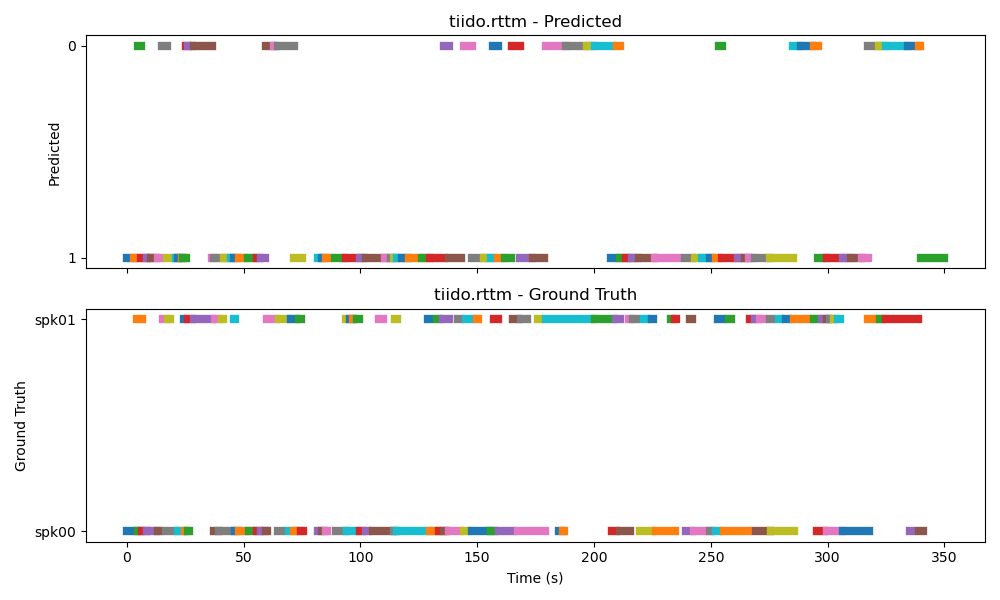 tiido.rttm - Predicted
0
Predicted
1
tiido.rttm - Ground Truth
spk01
Ground Truth
spk00
0
50
100
150
200
250
300
350
Time (s)